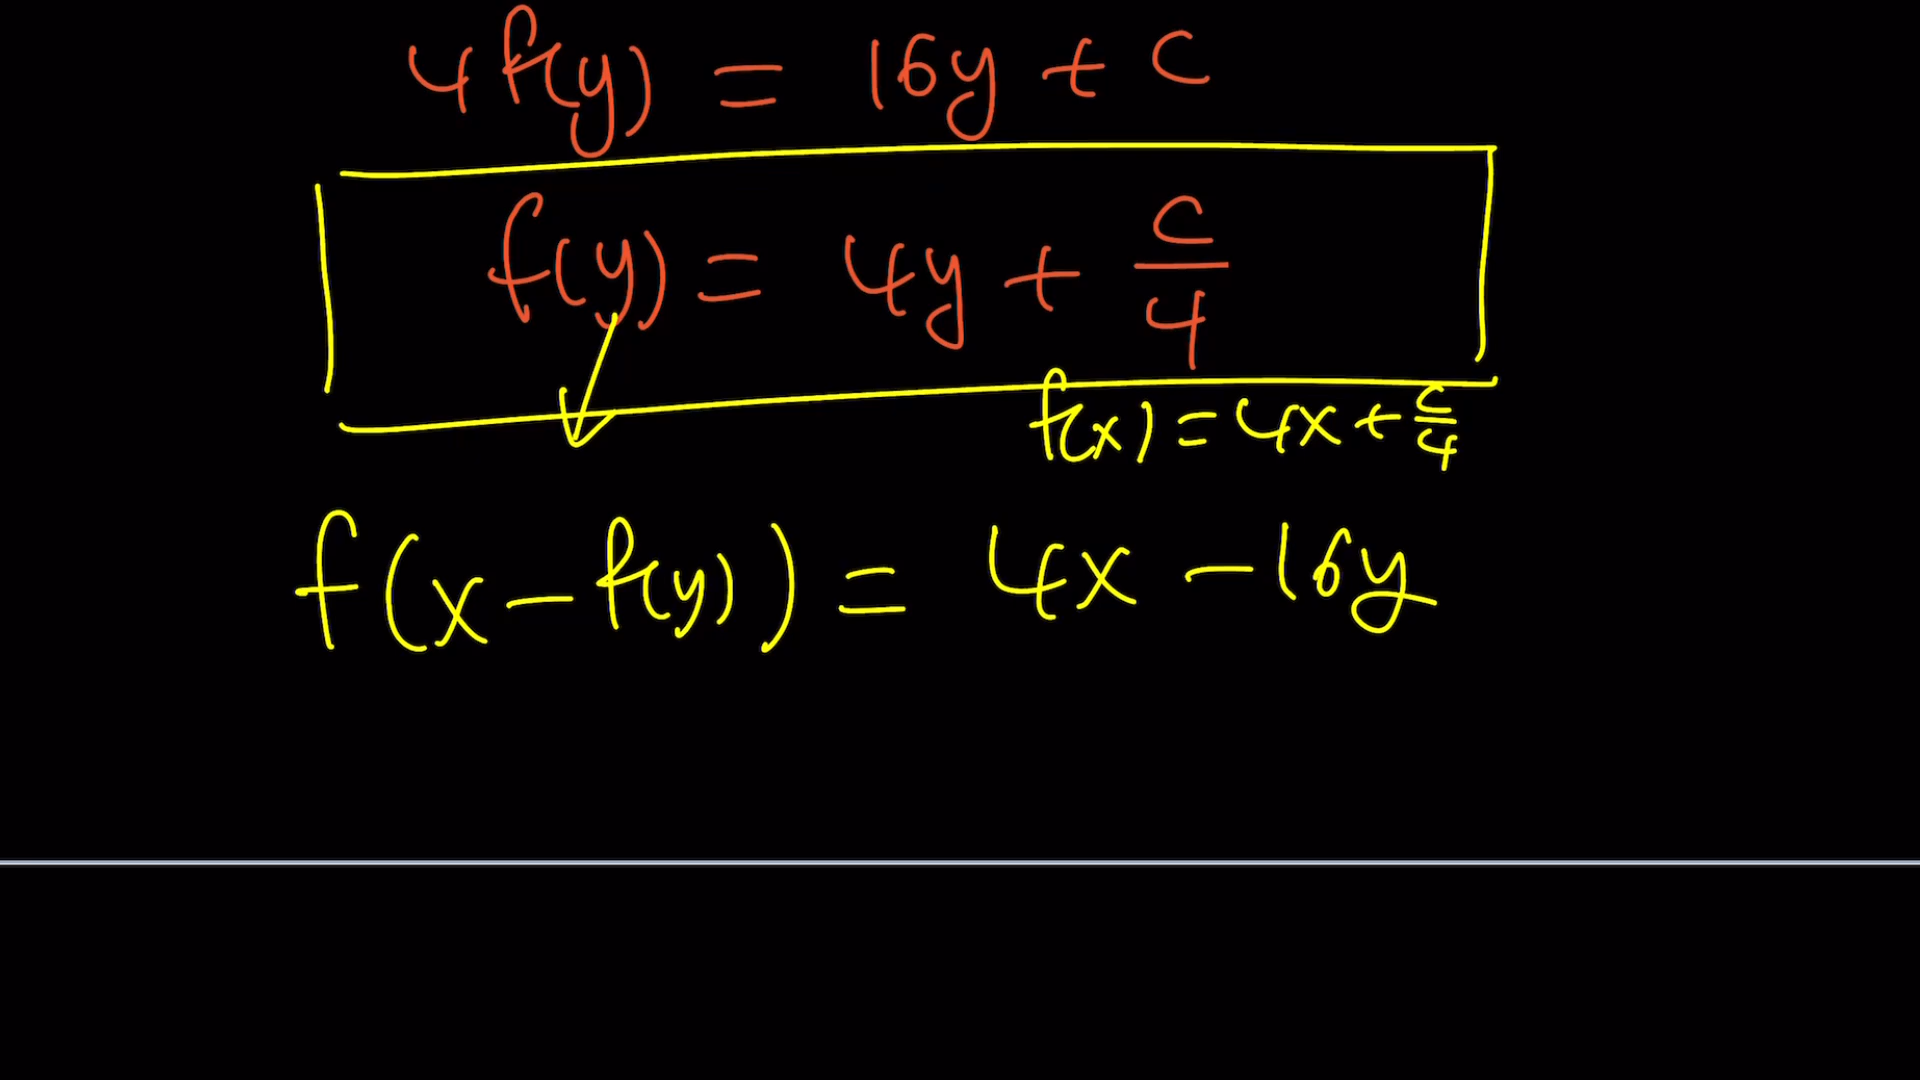 4f(y) = 16y + c
f(y) = 4y + c/4
f(x) = 4x + c/4
f(x - f(y)) = 4x - 16y